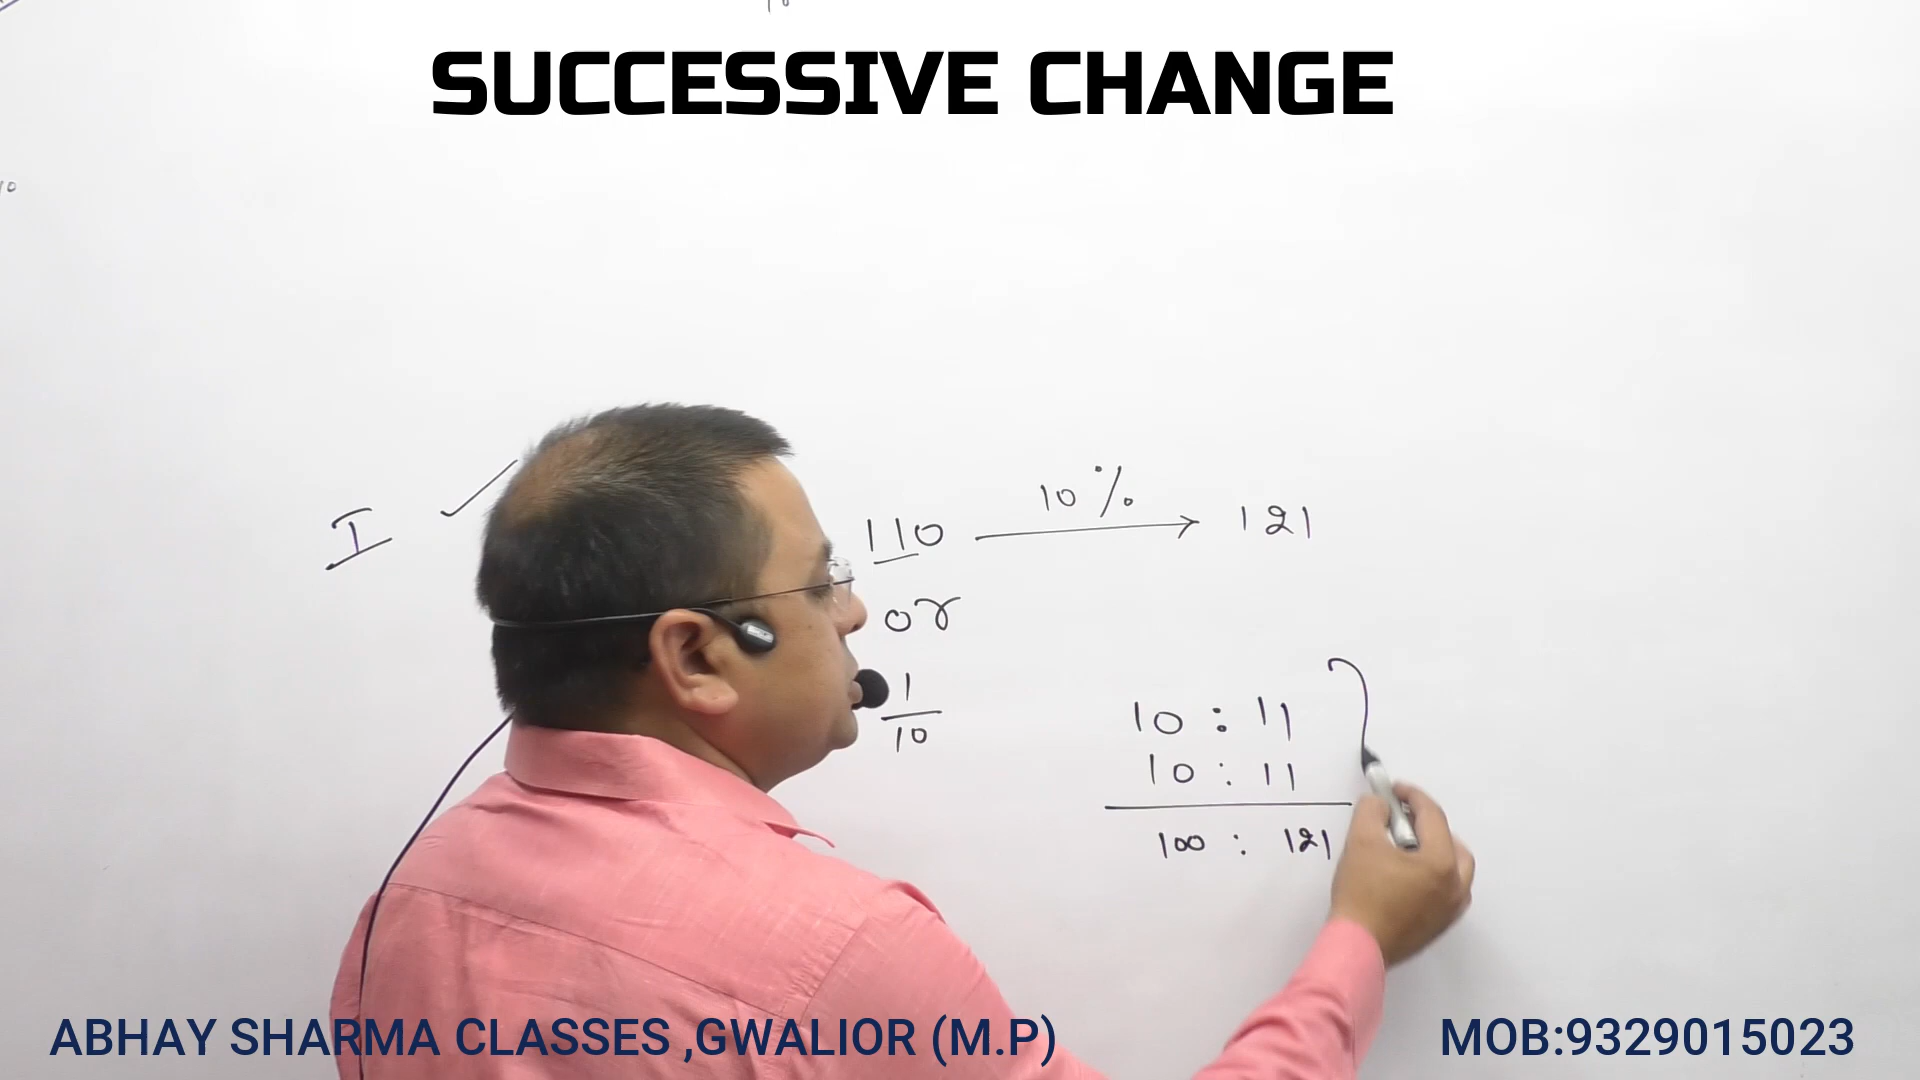 SUCCESSIVE CHANGE
10
I ✓ 110 → 10% 121
or
1/10
10 : 11
10 : 11
100 : 121
ABHAY SHARMA CLASSES ,GWALIOR (M.P)
MOB:9329015023